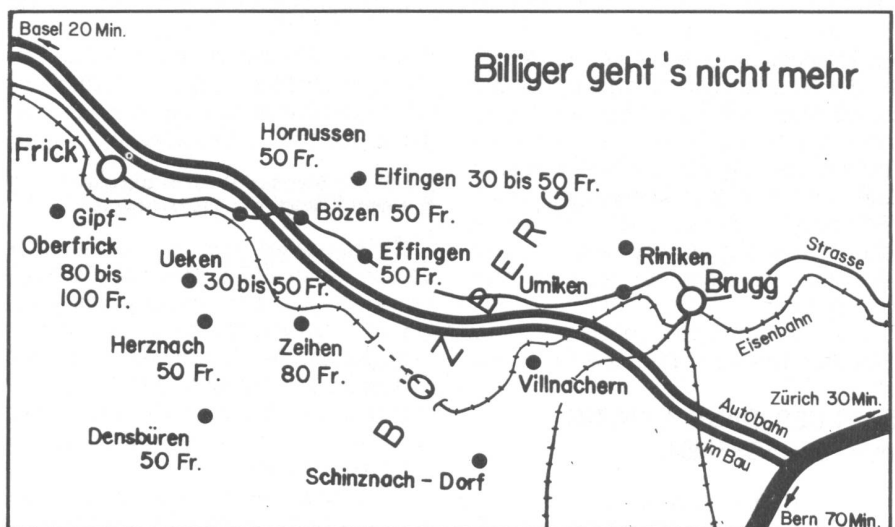 Basel 20 Min.
Billiger geht's nicht mehr
Hornussen
50 Fr.
Frick
Elfingen 30 bis 50 Fr.
Gipf-
Oberfrick
80 bis
100 Fr.
Bözen 50 Fr.
Ueken
30 bis 50 Fr.
Effingen
50 Fr.
BÖZBERG
Umiken
Riniken
Brugg
Strasse
Eisenbahn
Herznach
50 Fr.
Zeihen
80 Fr.
Villnachern
Zürich 30 Min.
Autobahn
im Bau
Densbüren
50 Fr.
Schinznach - Dorf
Bern 70 Min.